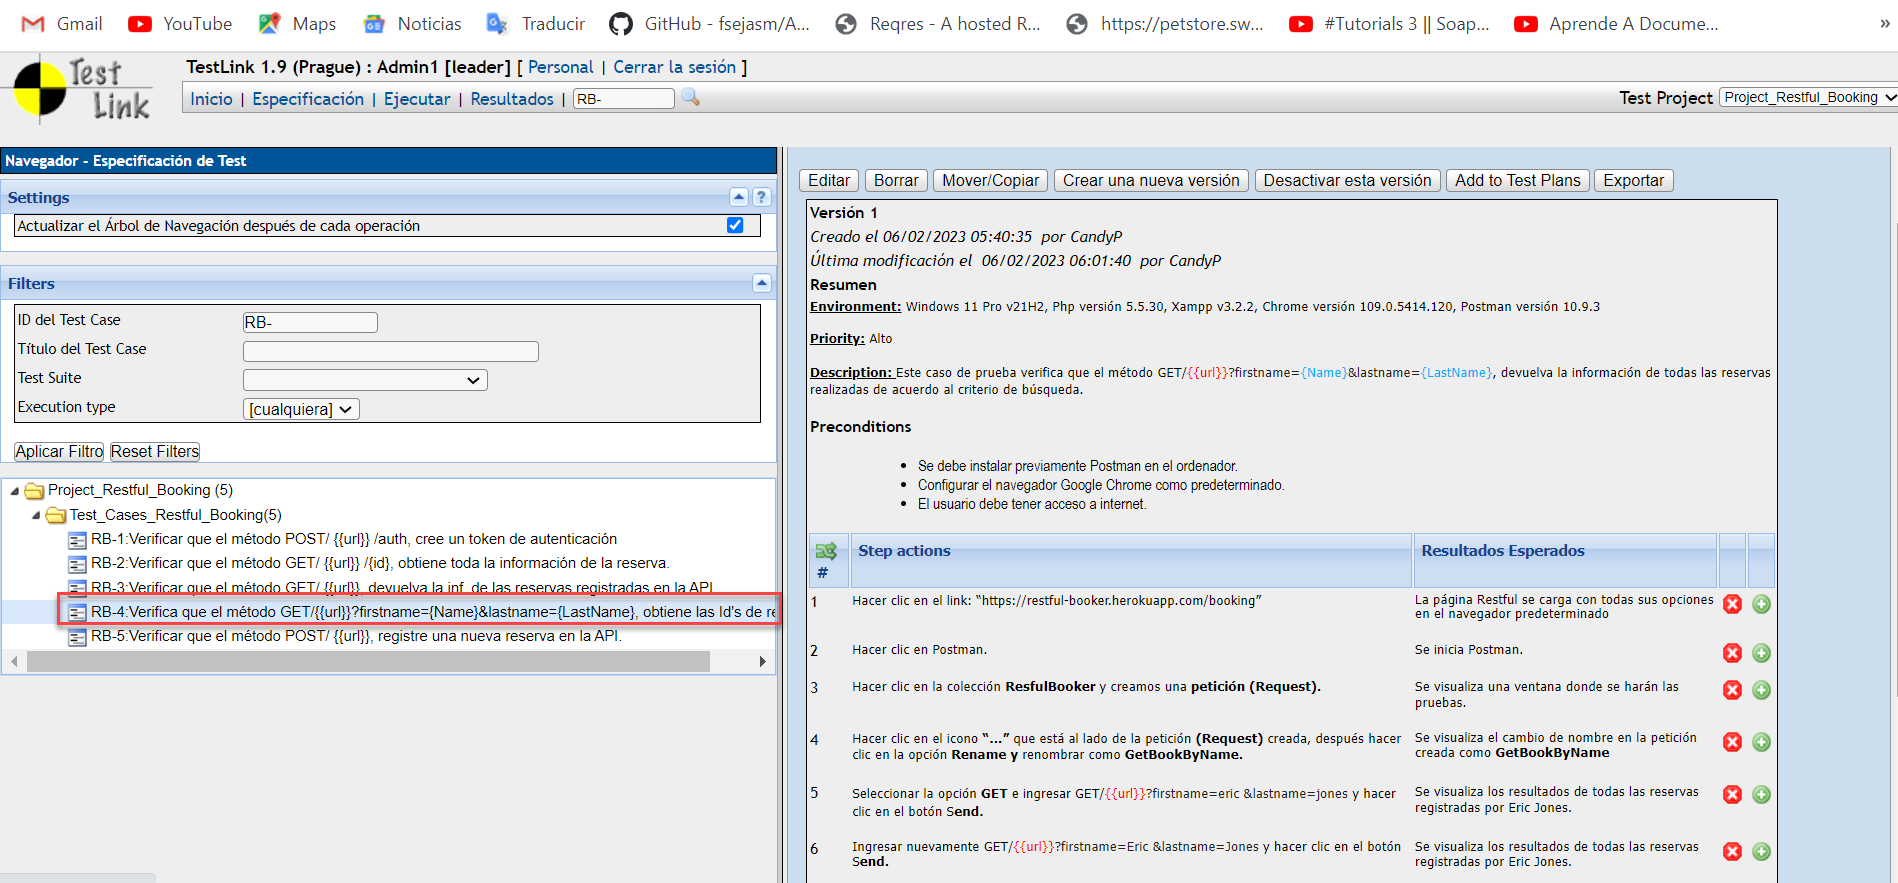 Gmail YouTube Maps Noticias Traducir GitHub - fsejasm/A... Reqres - A hosted R... https://petstore.sw... #Tutorials 3 || Soap... Aprende A Docume... »
Test Link
TestLink 1.9 (Prague) : Admin1 [leader] [ Personal | Cerrar la sesión ]
Inicio | Especificación | Ejecutar | Resultados | RB-
Test Project Project_Restful_Booking
Navegador - Especificación de Test
Settings
?
Actualizar el Árbol de Navegación después de cada operación
Filters
ID del Test Case RB-
Título del Test Case
Test Suite
Execution type [cualquiera]
Aplicar Filtro Reset Filters
Project_Restful_Booking (5)
Test_Cases_Restful_Booking(5)
RB-1:Verificar que el método POST/ {{url}} /auth, cree un token de autenticación
RB-2:Verificar que el método GET/ {{url}} /{id}, obtiene toda la información de la reserva.
RB-3:Verificar que el método GET/ {{url}}, devuelva la inf. de las reservas registradas en la API
RB-4:Verifica que el método GET/{{url}}?firstname={Name}&lastname={LastName}, obtiene las Id's de re
RB-5:Verificar que el método POST/ {{url}}, registre una nueva reserva en la API.
Editar Borrar Mover/Copiar Crear una nueva versión Desactivar esta versión Add to Test Plans Exportar
Versión 1
Creado el 06/02/2023 05:40:35 por CandyP
Última modificación el 06/02/2023 06:01:40 por CandyP
Resumen
Environment: Windows 11 Pro v21H2, Php versión 5.5.30, Xampp v3.2.2, Chrome versión 109.0.5414.120, Postman versión 10.9.3
Priority: Alto
Description: Este caso de prueba verifica que el método GET/{{url}}?firstname={Name}&lastname={LastName}, devuelva la información de todas las reservas
realizadas de acuerdo al criterio de búsqueda.
Preconditions
• Se debe instalar previamente Postman en el ordenador.
• Configurar el navegador Google Chrome como predeterminado.
• El usuario debe tener acceso a internet.
# Step actions Resultados Esperados
1 Hacer clic en el link: “https://restful-booker.herokuapp.com/booking”
La página Restful se carga con todas sus opciones
en el navegador predeterminado
2 Hacer clic en Postman.
Se inicia Postman.
3 Hacer clic en la colección ResfulBooker y creamos una petición (Request).
Se visualiza una ventana donde se harán las
pruebas.
4 Hacer clic en el icono “...” que está al lado de la petición (Request) creada, después hacer
clic en la opción Rename y renombrar como GetBookByName.
Se visualiza el cambio de nombre en la petición
creada como GetBookByName
5 Seleccionar la opción GET e ingresar GET/{{url}}?firstname=eric &lastname=jones y hacer
clic en el botón Send.
Se visualiza los resultados de todas las reservas
registradas por Eric Jones.
6 Ingresar nuevamente GET/{{url}}?firstname=Eric &lastname=Jones y hacer clic en el botón
Send.
Se visualiza los resultados de todas las reservas
registradas por Eric Jones.